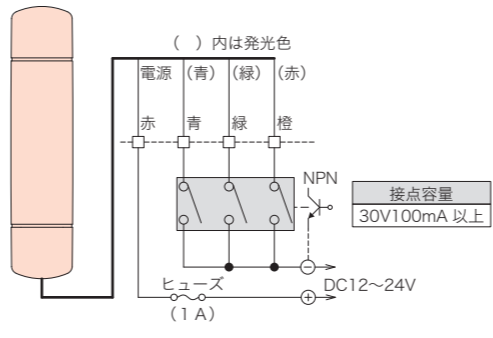 （　）内は発光色
電源（青）（緑）（赤）
赤 青 緑 橙
NPN
接点容量
30V100mA 以上
ヒューズ
（1 A）
DC12～24V